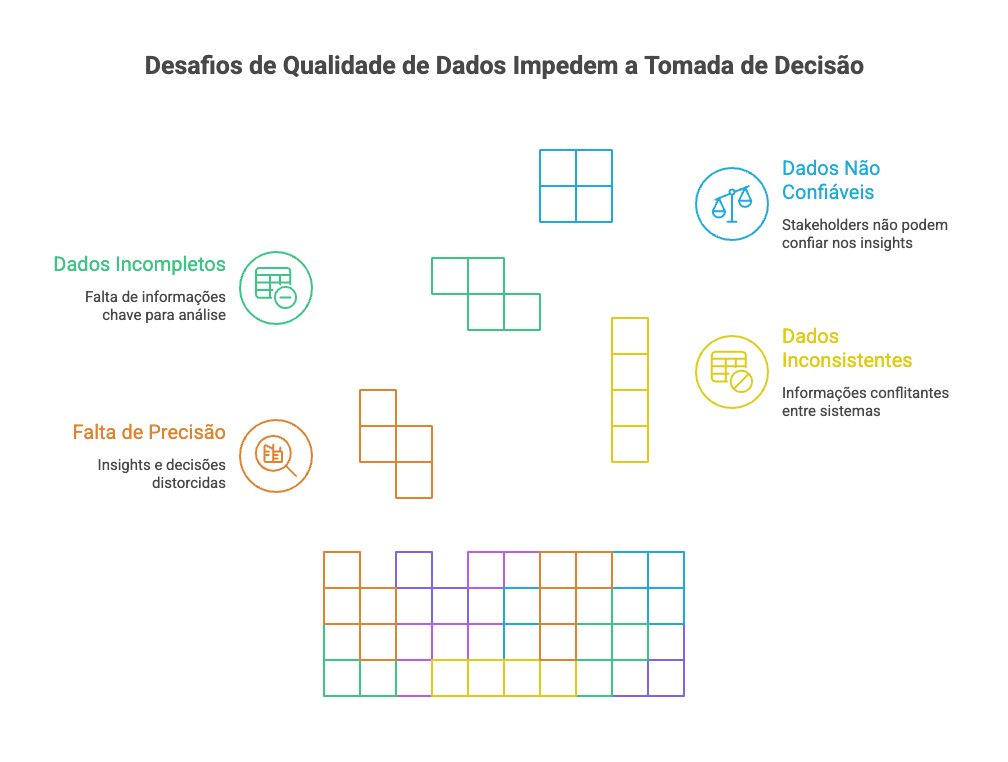 Desafios de Qualidade de Dados Impedem a Tomada de Decisão
Dados Não
Confiáveis
Stakeholders não podem
confiar nos insights
Dados Incompletos
Falta de informações
chave para análise
Dados
Inconsistentes
Informações conflitantes
entre sistemas
Falta de Precisão
Insights e decisões
distorcidas